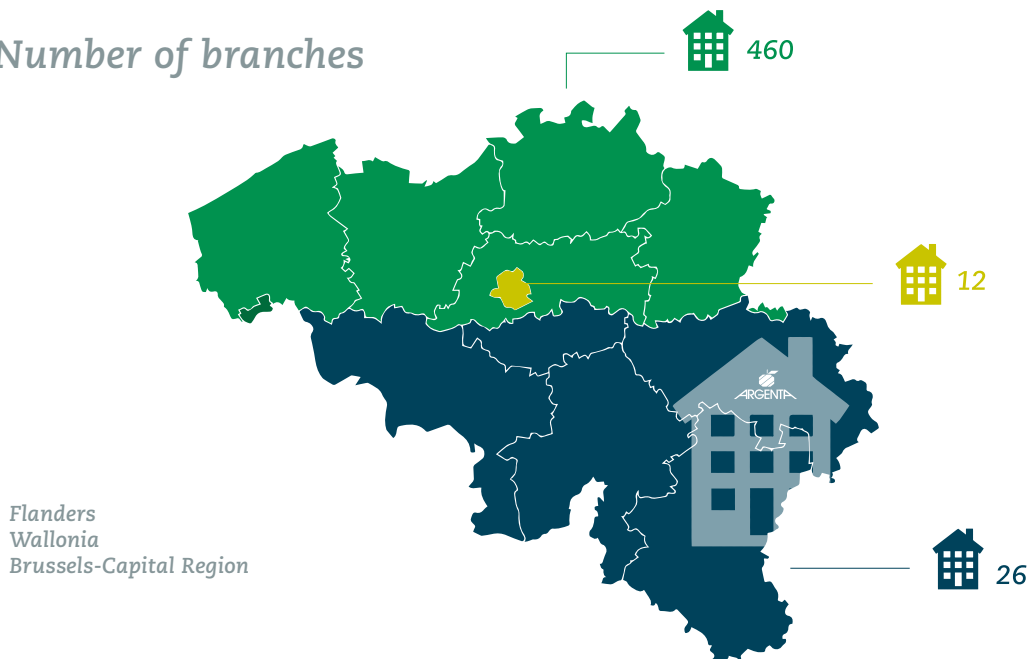 Number of branches
460
12
ARGENTA
Flanders
Wallonia
Brussels-Capital Region
26